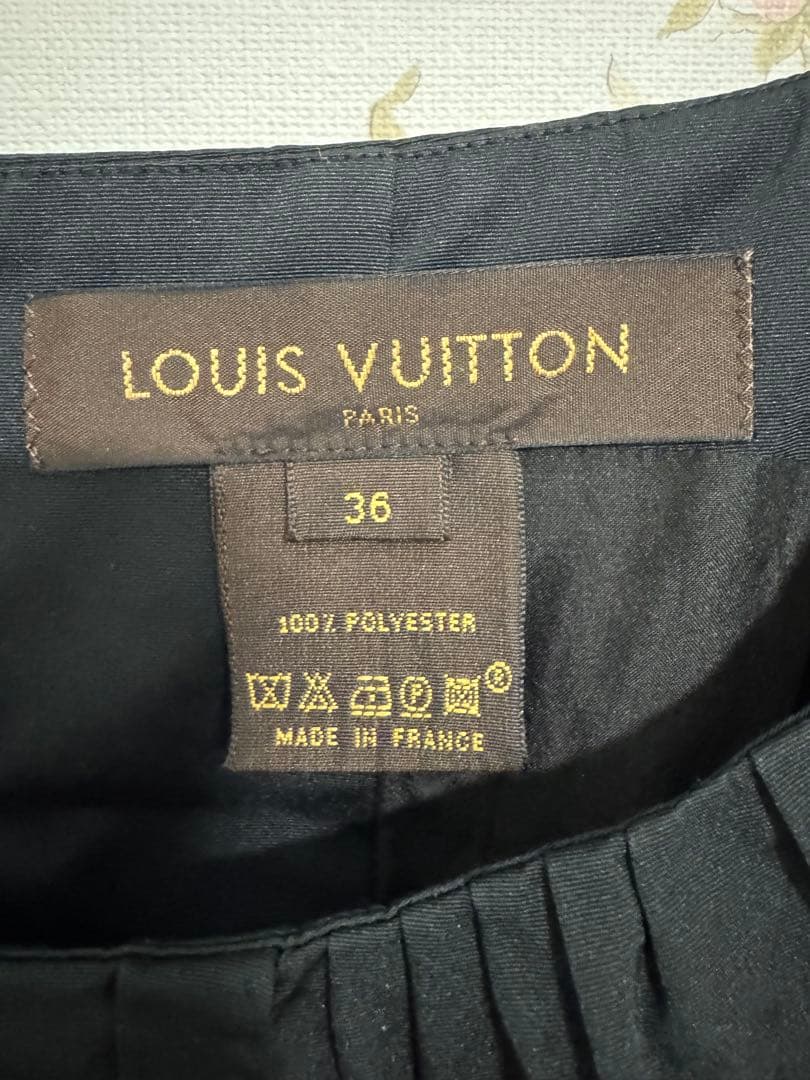 LOUIS VUITTON
PARIS
36
100% POLYESTER
P ®
MADE IN FRANCE